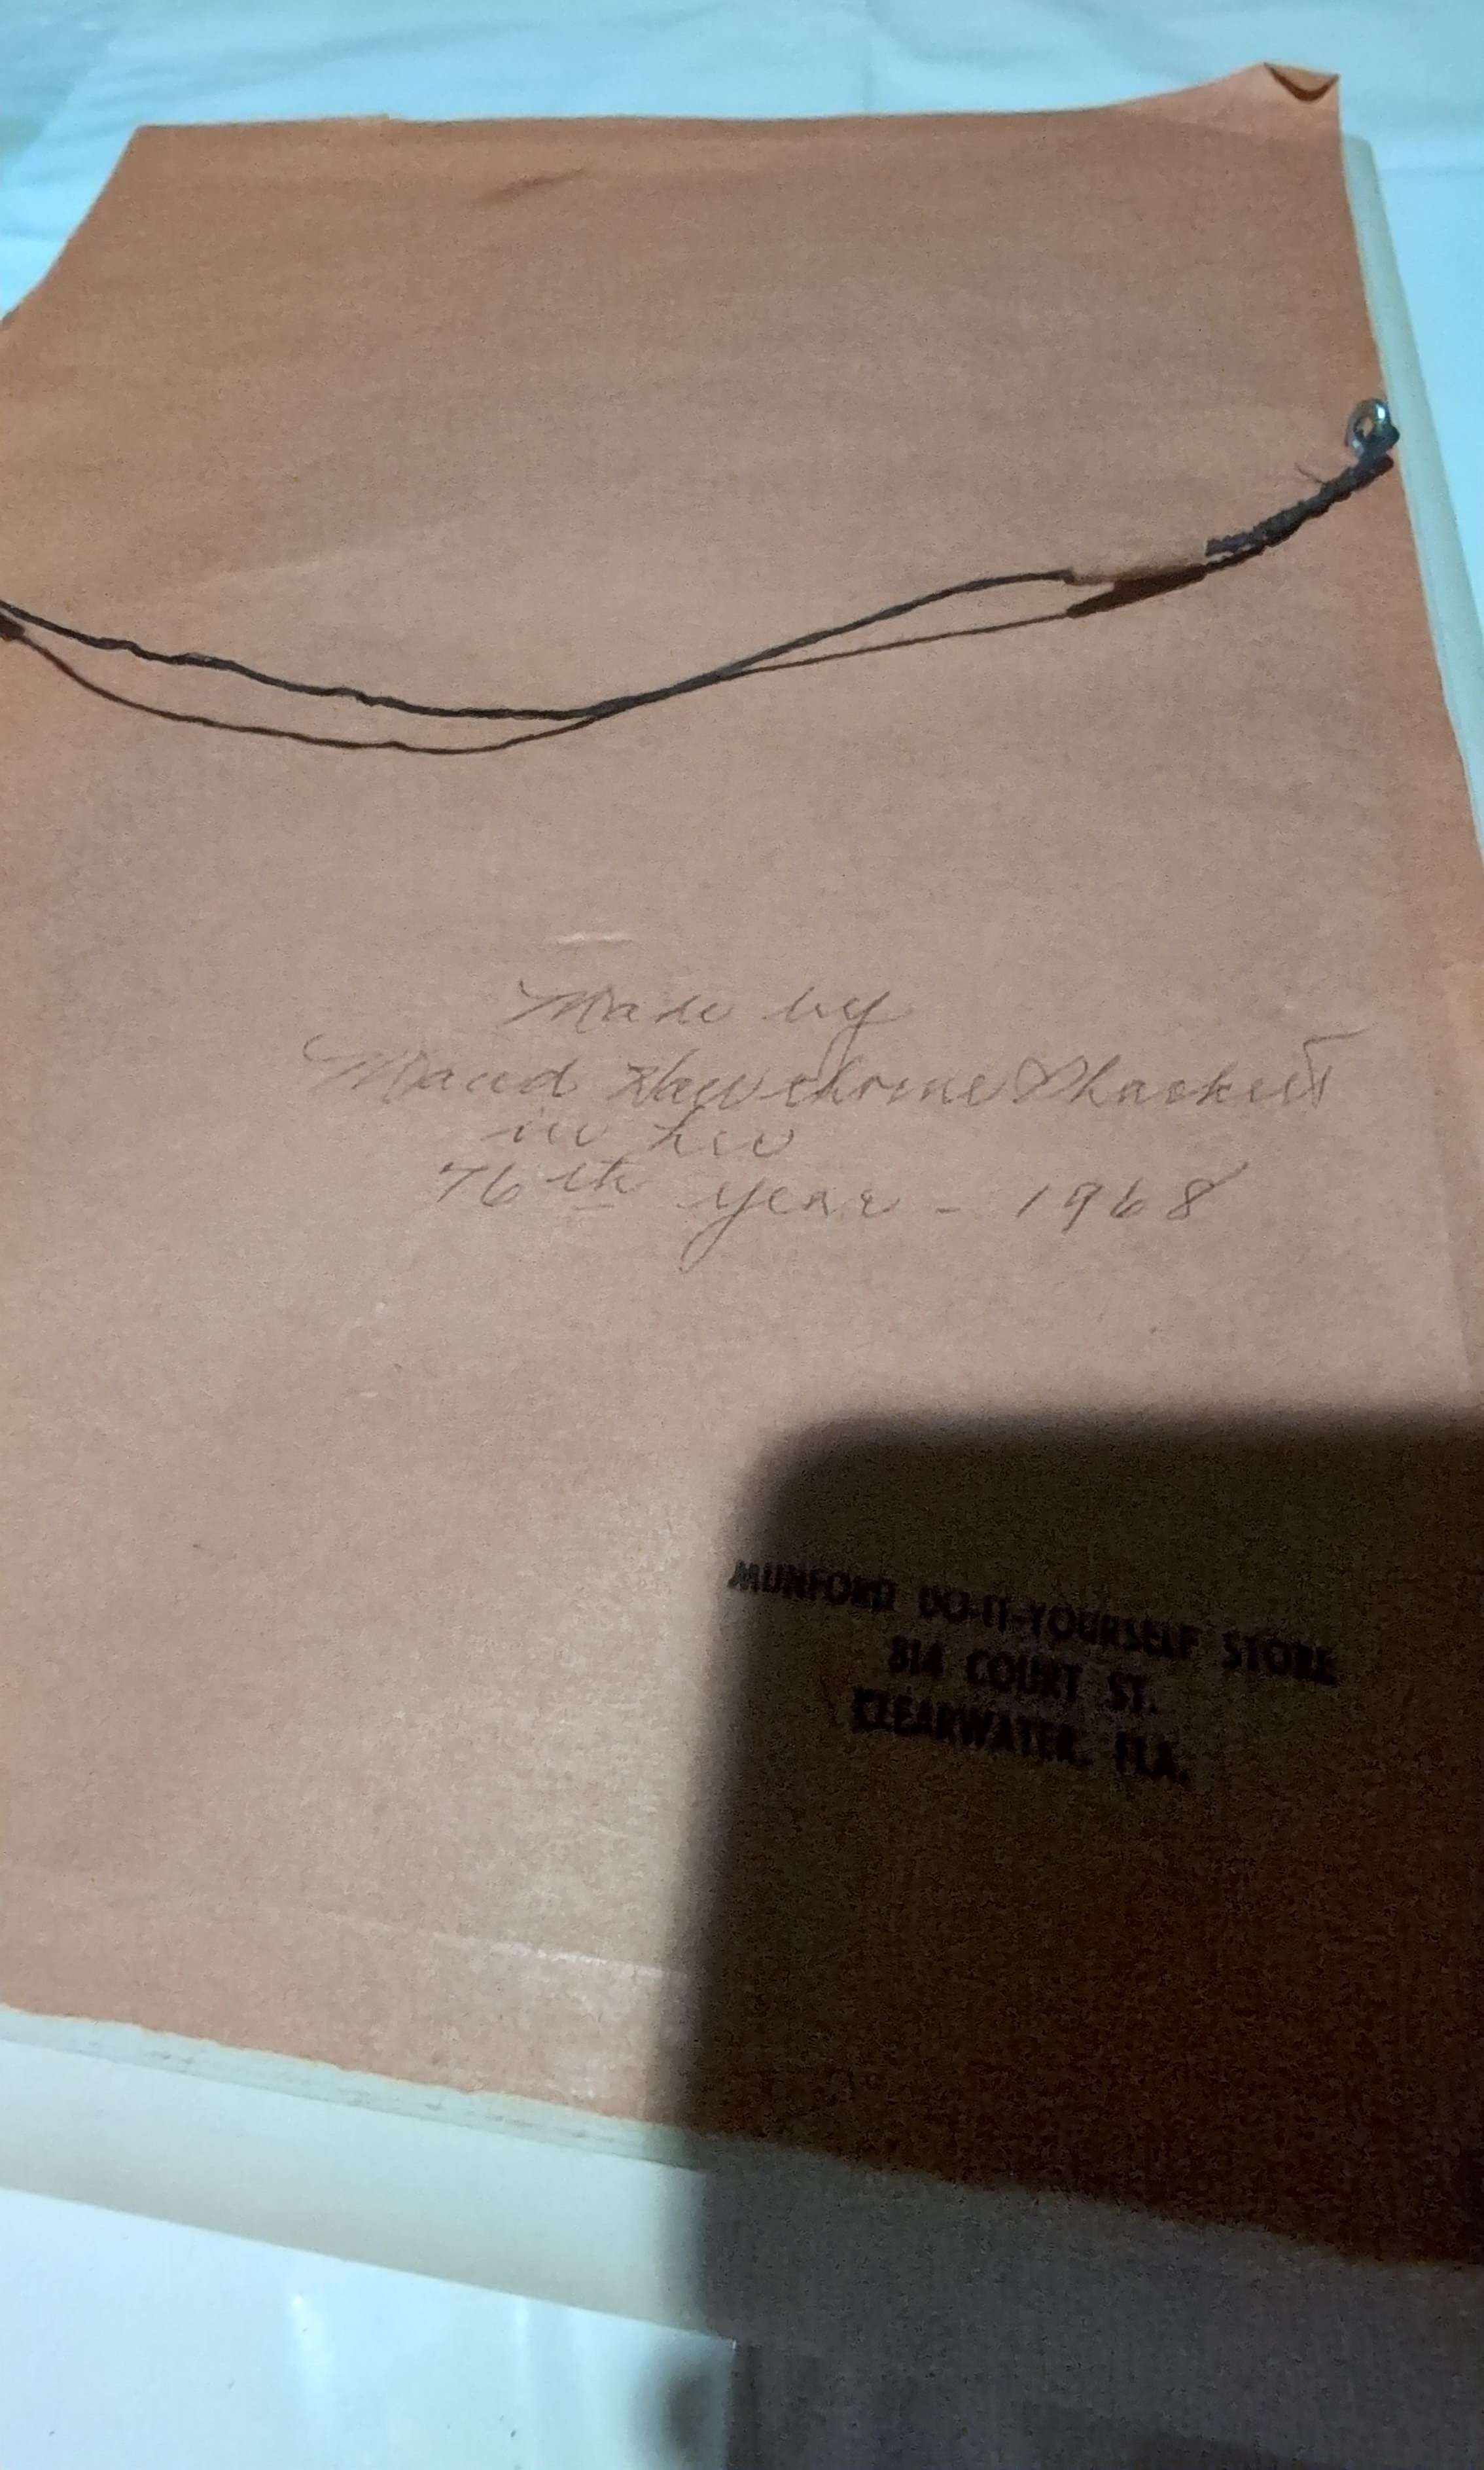 Made by
Maud Hawthorne Shackett
in her
76th year - 1968
MUNFORD DO-IT-YOURSELF STORE
814 COURT ST.
CLEARWATER, FLA.